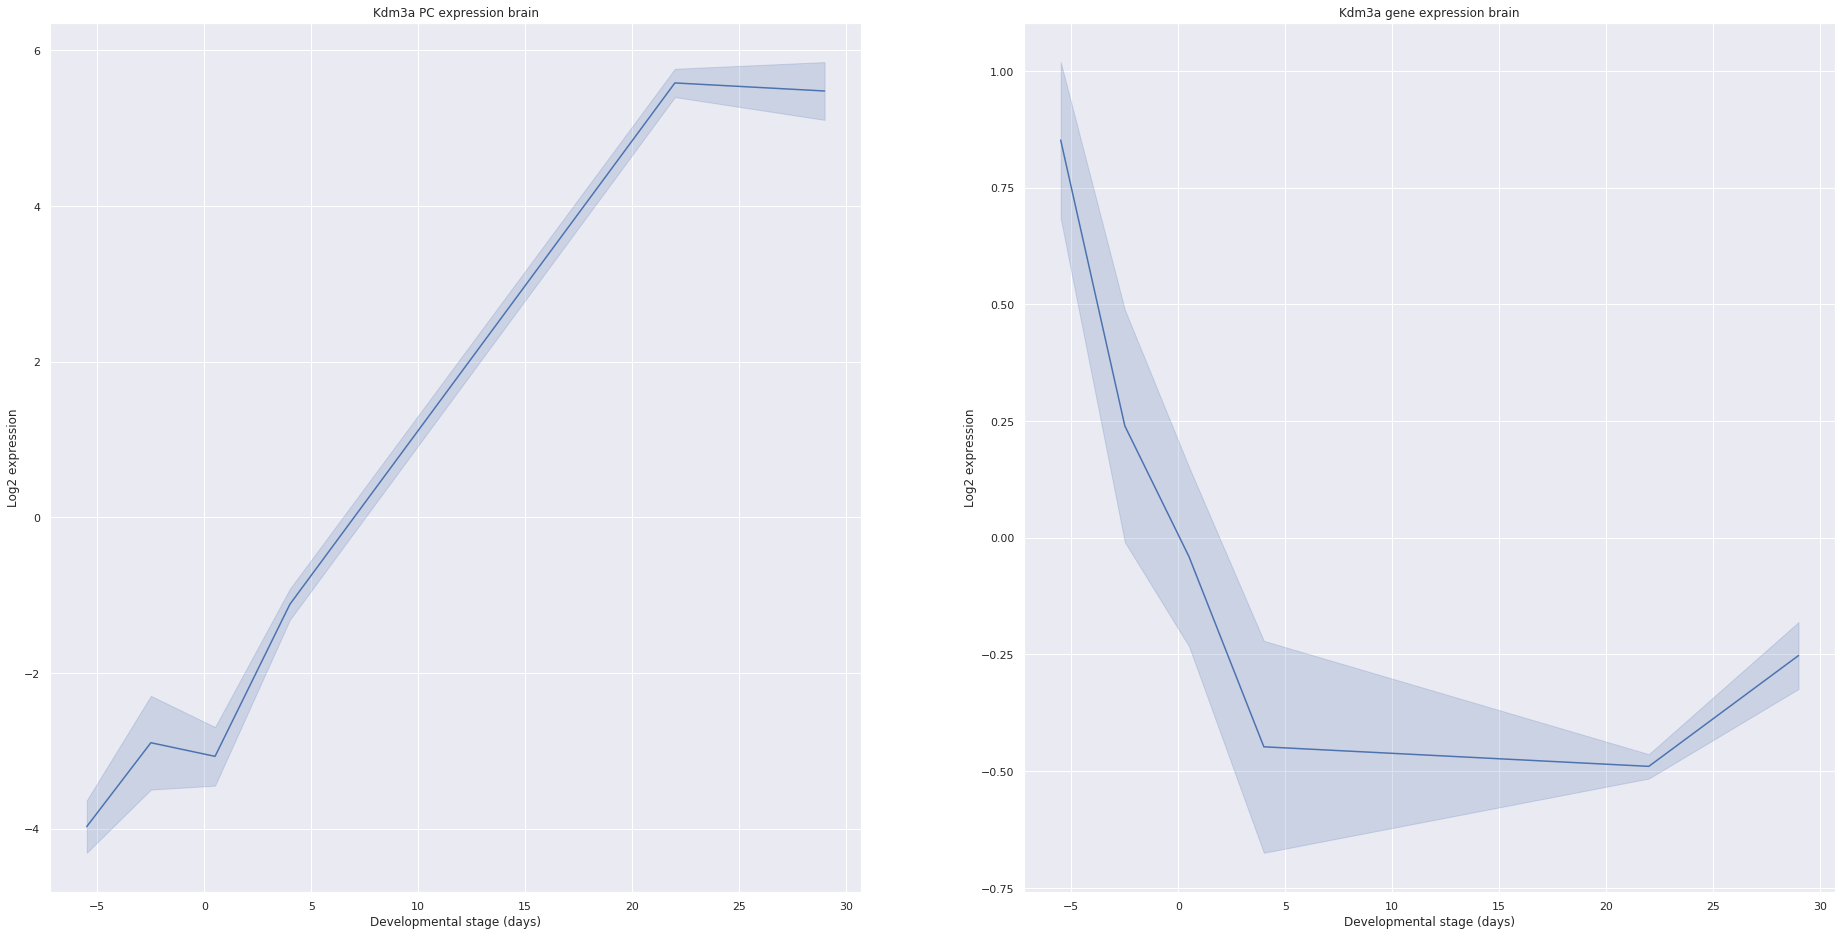 Kdm3a PC expression brain
6
4
2
0
−2
−4
Log2 expression
−5 0 5 10 15 20 25 30
Developmental stage (days)
Kdm3a gene expression brain
1.00
0.75
0.50
0.25
0.00
−0.25
−0.50
−0.75
Log2 expression
−5 0 5 10 15 20 25 30
Developmental stage (days)